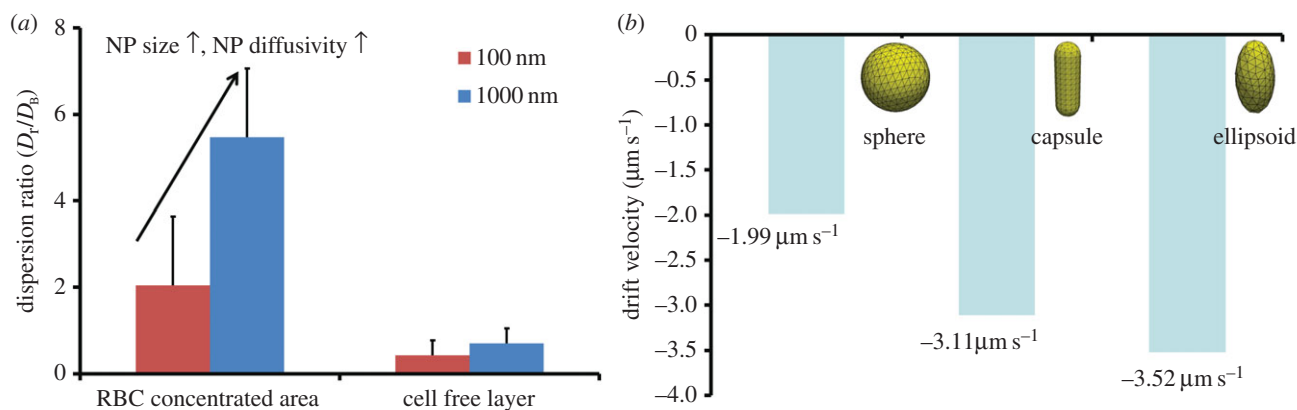 (a)
8
6
4
2
0
dispersion ratio (Dr/DB)
NP size ↑, NP diffusivity ↑
100 nm
1000 nm
RBC concentrated area
cell free layer
(b)
0
−0.5
−1.0
−1.5
−2.0
−2.5
−3.0
−3.5
−4.0
drift velocity (µm s−1)
sphere
capsule
ellipsoid
−1.99 µm s−1
−3.11µm s−1
−3.52 µm s−1